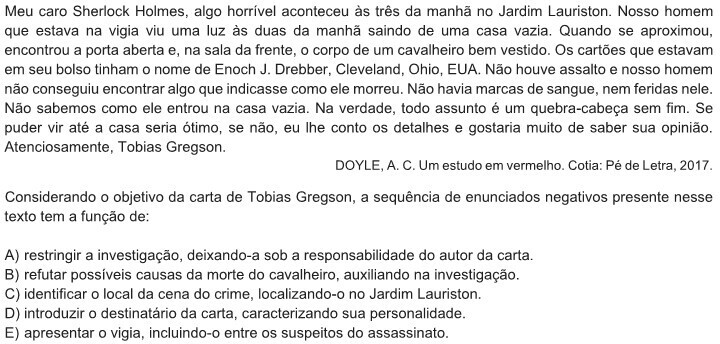 Meu caro Sherlock Holmes, algo horrível aconteceu às três da manhã no Jardim Lauriston. Nosso homem
que estava na vigia viu uma luz às duas da manhã saindo de uma casa vazia. Quando se aproximou,
encontrou a porta aberta e, na sala da frente, o corpo de um cavalheiro bem vestido. Os cartões que estavam
em seu bolso tinham o nome de Enoch J. Drebber, Cleveland, Ohio, EUA. Não houve assalto e nosso homem
não conseguiu encontrar algo que indicasse como ele morreu. Não havia marcas de sangue, nem feridas nele.
Não sabemos como ele entrou na casa vazia. Na verdade, todo assunto é um quebra-cabeça sem fim. Se
puder vir até a casa seria ótimo, se não, eu lhe conto os detalhes e gostaria muito de saber sua opinião.
Atenciosamente, Tobias Gregson.
DOYLE, A. C. Um estudo em vermelho. Cotia: Pé de Letra, 2017.
Considerando o objetivo da carta de Tobias Gregson, a sequência de enunciados negativos presente nesse
texto tem a função de:
A) restringir a investigação, deixando-a sob a responsabilidade do autor da carta.
B) refutar possíveis causas da morte do cavalheiro, auxiliando na investigação.
C) identificar o local da cena do crime, localizando-o no Jardim Lauriston.
D) introduzir o destinatário da carta, caracterizando sua personalidade.
E) apresentar o vigia, incluindo-o entre os suspeitos do assassinato.